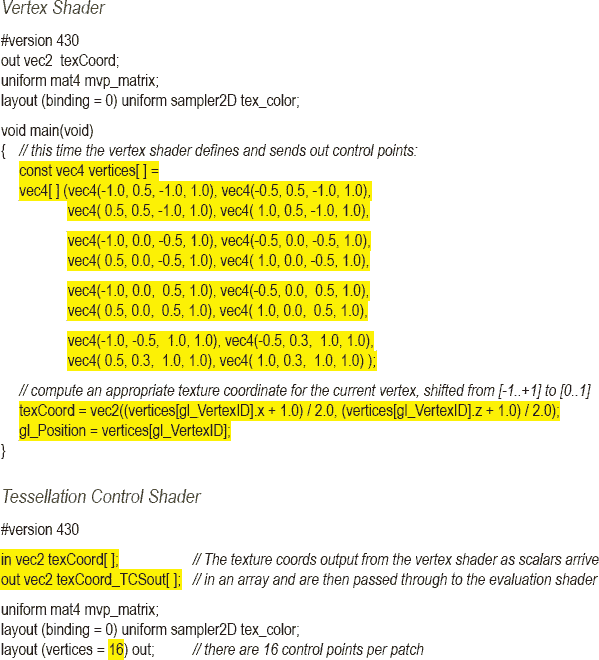 Vertex Shader
#version 430
out vec2 texCoord;
uniform mat4 mvp_matrix;
layout (binding = 0) uniform sampler2D tex_color;
void main(void)
{ // this time the vertex shader defines and sends out control points:
const vec4 vertices[ ] =
vec4[ ] (vec4(-1.0, 0.5, -1.0, 1.0), vec4(-0.5, 0.5, -1.0, 1.0),
vec4( 0.5, 0.5, -1.0, 1.0), vec4( 1.0, 0.5, -1.0, 1.0),
vec4(-1.0, 0.0, -0.5, 1.0), vec4(-0.5, 0.0, -0.5, 1.0),
vec4( 0.5, 0.0, -0.5, 1.0), vec4( 1.0, 0.0, -0.5, 1.0),
vec4(-1.0, 0.0, 0.5, 1.0), vec4(-0.5, 0.0, 0.5, 1.0),
vec4( 0.5, 0.0, 0.5, 1.0), vec4( 1.0, 0.0, 0.5, 1.0),
vec4(-1.0, -0.5, 1.0, 1.0), vec4(-0.5, 0.3, 1.0, 1.0),
vec4( 0.5, 0.3, 1.0, 1.0), vec4( 1.0, 0.3, 1.0, 1.0) );
// compute an appropriate texture coordinate for the current vertex, shifted from [-1..+1] to [0..1]
texCoord = vec2((vertices[gl_VertexID].x + 1.0) / 2.0, (vertices[gl_VertexID].z + 1.0) / 2.0);
gl_Position = vertices[gl_VertexID];
}
Tessellation Control Shader
#version 430
in vec2 texCoord[ ]; // The texture coords output from the vertex shader as scalars arrive
out vec2 texCoord_TCSout[ ]; // in an array and are then passed through to the evaluation shader
uniform mat4 mvp_matrix;
layout (binding = 0) uniform sampler2D tex_color;
layout (vertices = 16) out; // there are 16 control points per patch